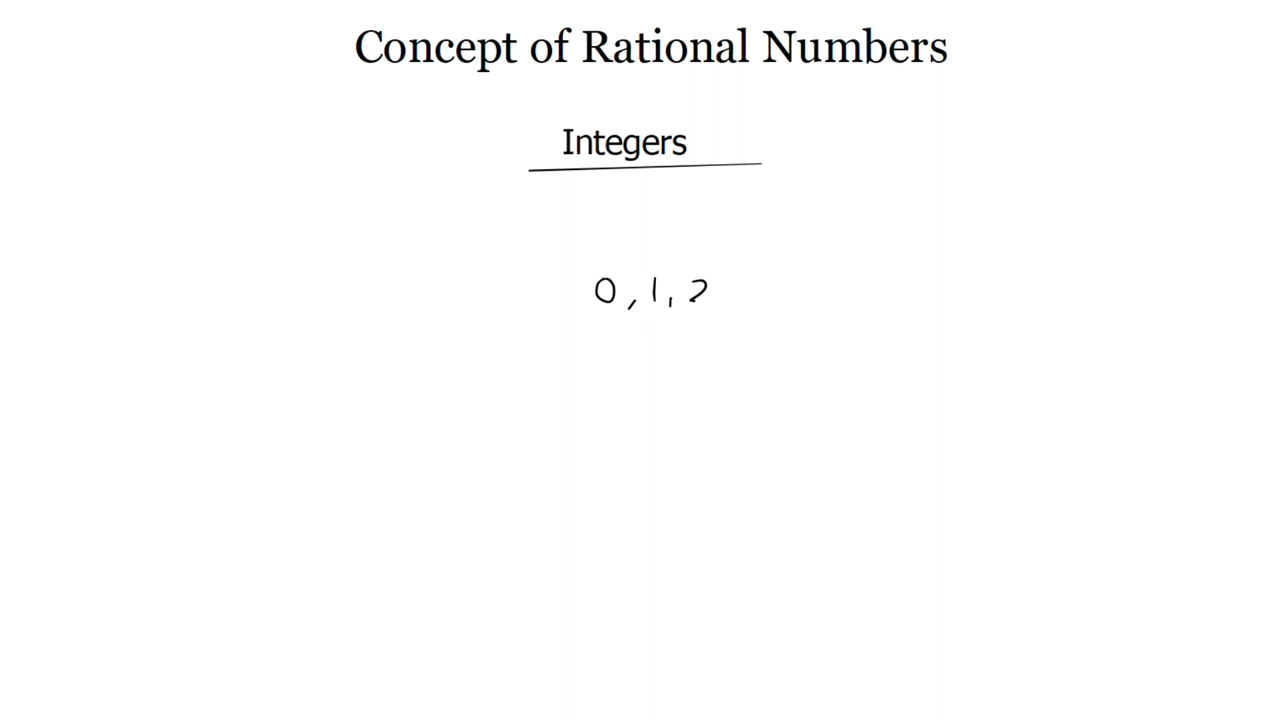 Concept of Rational Numbers
Integers
0, 1, 2